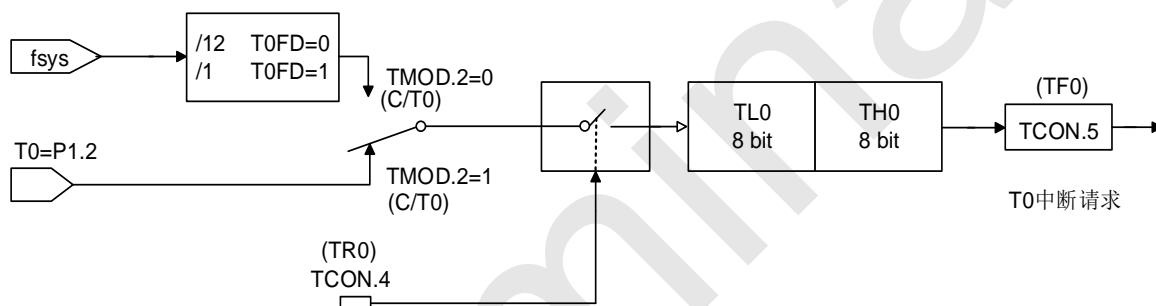 fsys
/12 T0FD=0
/1 T0FD=1
TMOD.2=0
(C/T0)
T0=P1.2
TMOD.2=1
(C/T0)
(TR0)
TCON.4
TL0
8 bit
TH0
8 bit
(TF0)
TCON.5
T0中断请求